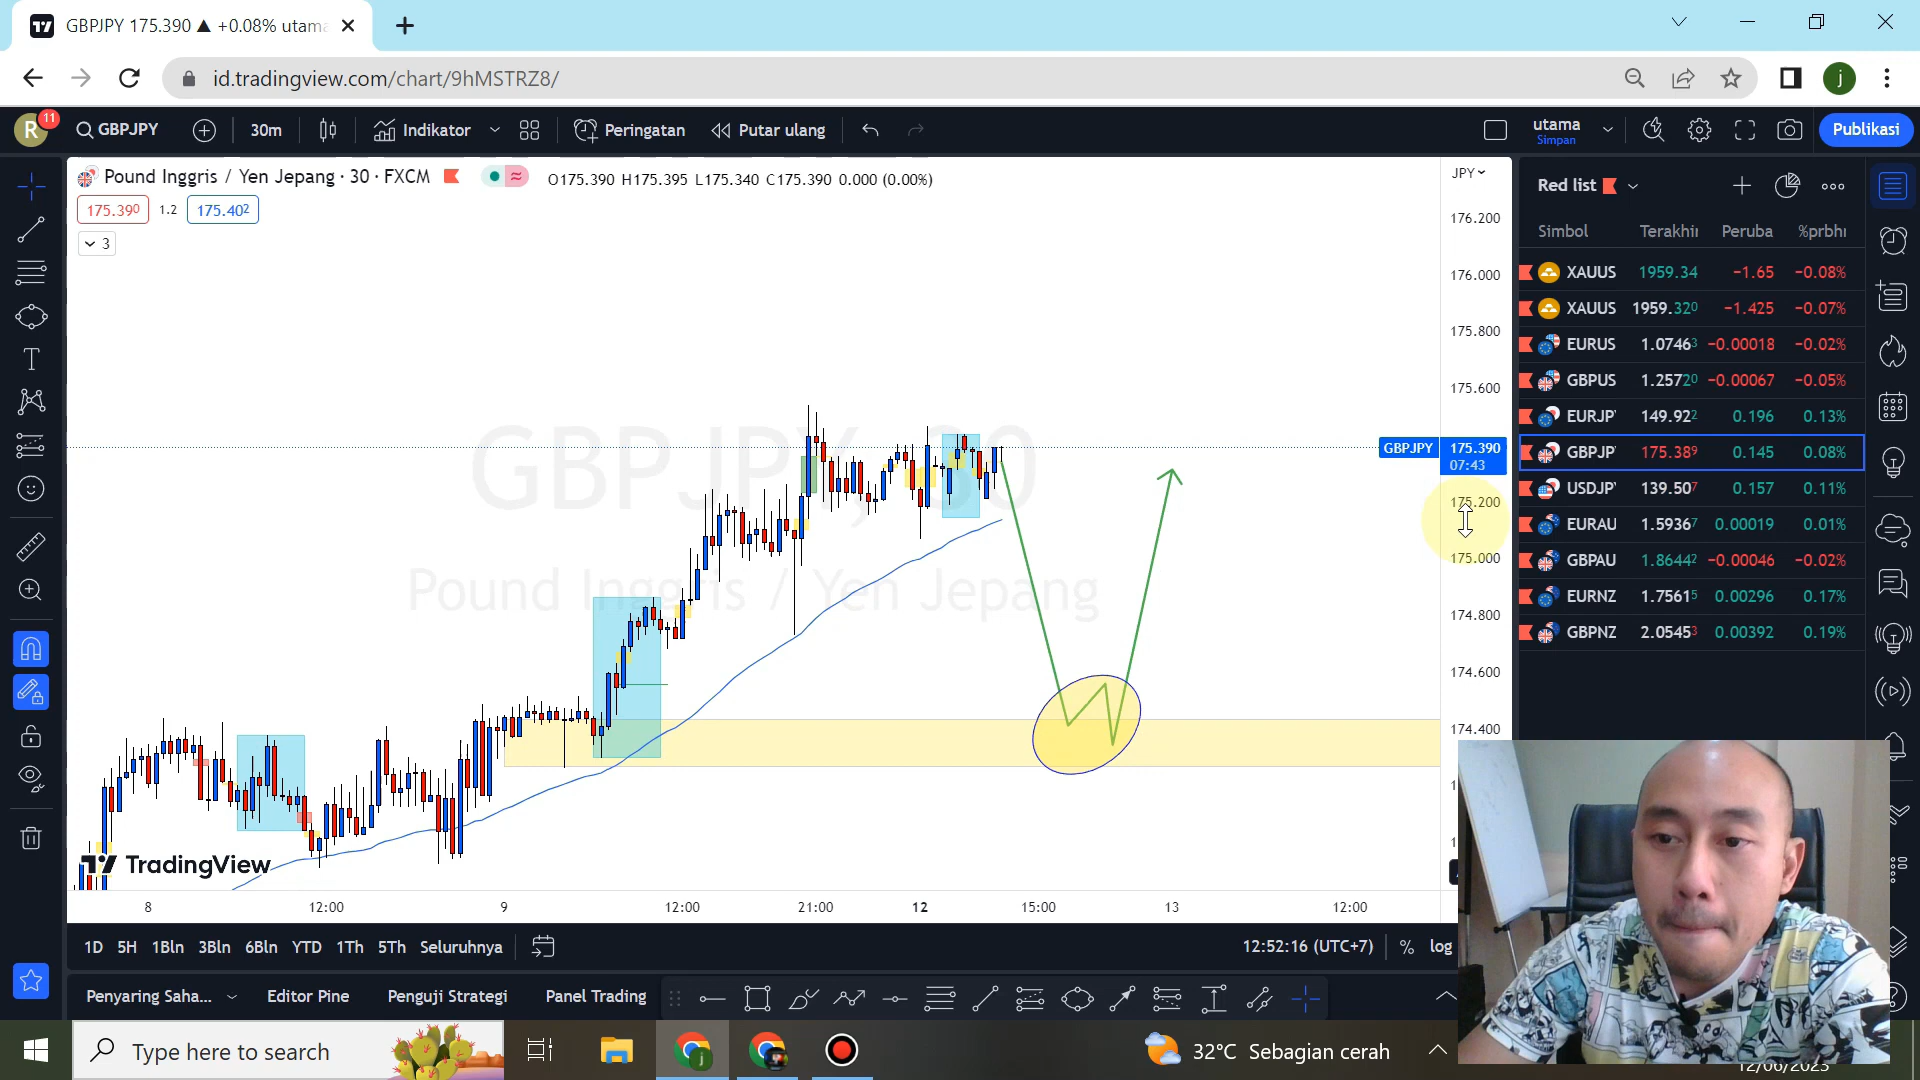 GBPJPY 175.390 ▲ +0.08% utama
id.tradingview.com/chart/9hMSTRZ8/
R 11 GBPJPY 30m Indikator Peringatan Putar ulang utama Simpan Publikasi
Pound Inggris / Yen Jepang · 30 · FXCM O175.390 H175.395 L175.340 C175.390 0.000 (0.00%)
175.390 1.2 175.402
3
JPY
176.200
176.000
175.800
175.600
GBPJPY 175.390
07:43
175.200
175.000
174.800
174.600
174.400
GBPJPY, 30
Pound Inggris / Yen Jepang
TradingView
8 12:00 9 12:00 21:00 12 15:00 13 12:00
Red list
Simbol Terakhir Peruba %prbhr
XAUUS 1959.34 −1.65 −0.08%
XAUUS 1959.320 −1.425 −0.07%
EURUS 1.07463 −0.00018 −0.02%
GBPUS 1.25720 −0.00067 −0.05%
EURJP 149.922 0.196 0.13%
GBPJP 175.389 0.145 0.08%
USDJP 139.507 0.157 0.11%
EURAU 1.59367 0.00019 0.01%
GBPAU 1.86442 −0.00046 −0.02%
EURNZ 1.75615 0.00296 0.17%
GBPNZ 2.05453 0.00392 0.19%
1D 5H 1Bln 3Bln 6Bln YTD 1Th 5Th Seluruhnya 12:52:16 (UTC+7) % log
Penyaring Saha... Editor Pine Penguji Strategi Panel Trading
Type here to search 32°C Sebagian cerah
12/06/2023